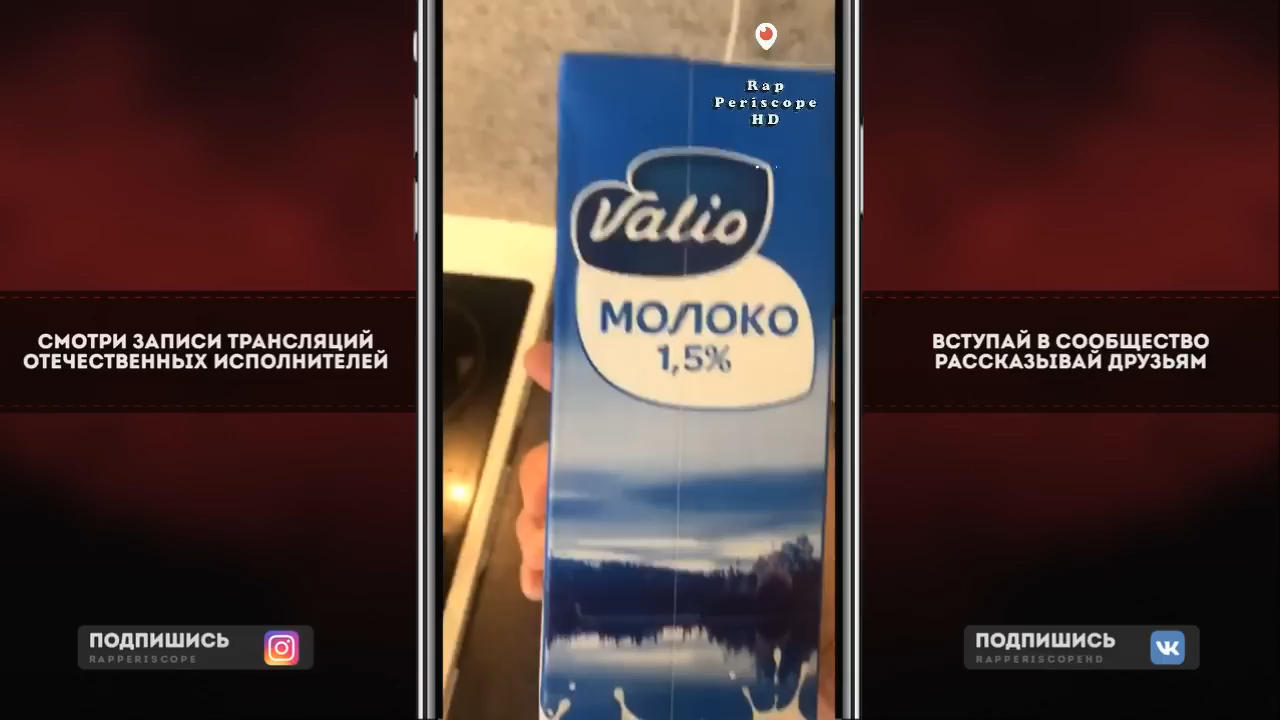 Rap
Periscope
HD
Valio
МОЛОКО
1,5%
СМОТРИ ЗАПИСИ ТРАНСЛЯЦИЙ
ОТЕЧЕСТВЕННЫХ ИСПОЛНИТЕЛЕЙ
ВСТУПАЙ В СООБЩЕСТВО
РАССКАЗЫВАЙ ДРУЗЬЯМ
ПОДПИШИСЬ
RAPPERISCOPE
ПОДПИШИСЬ
RAPPERISCOPEHD